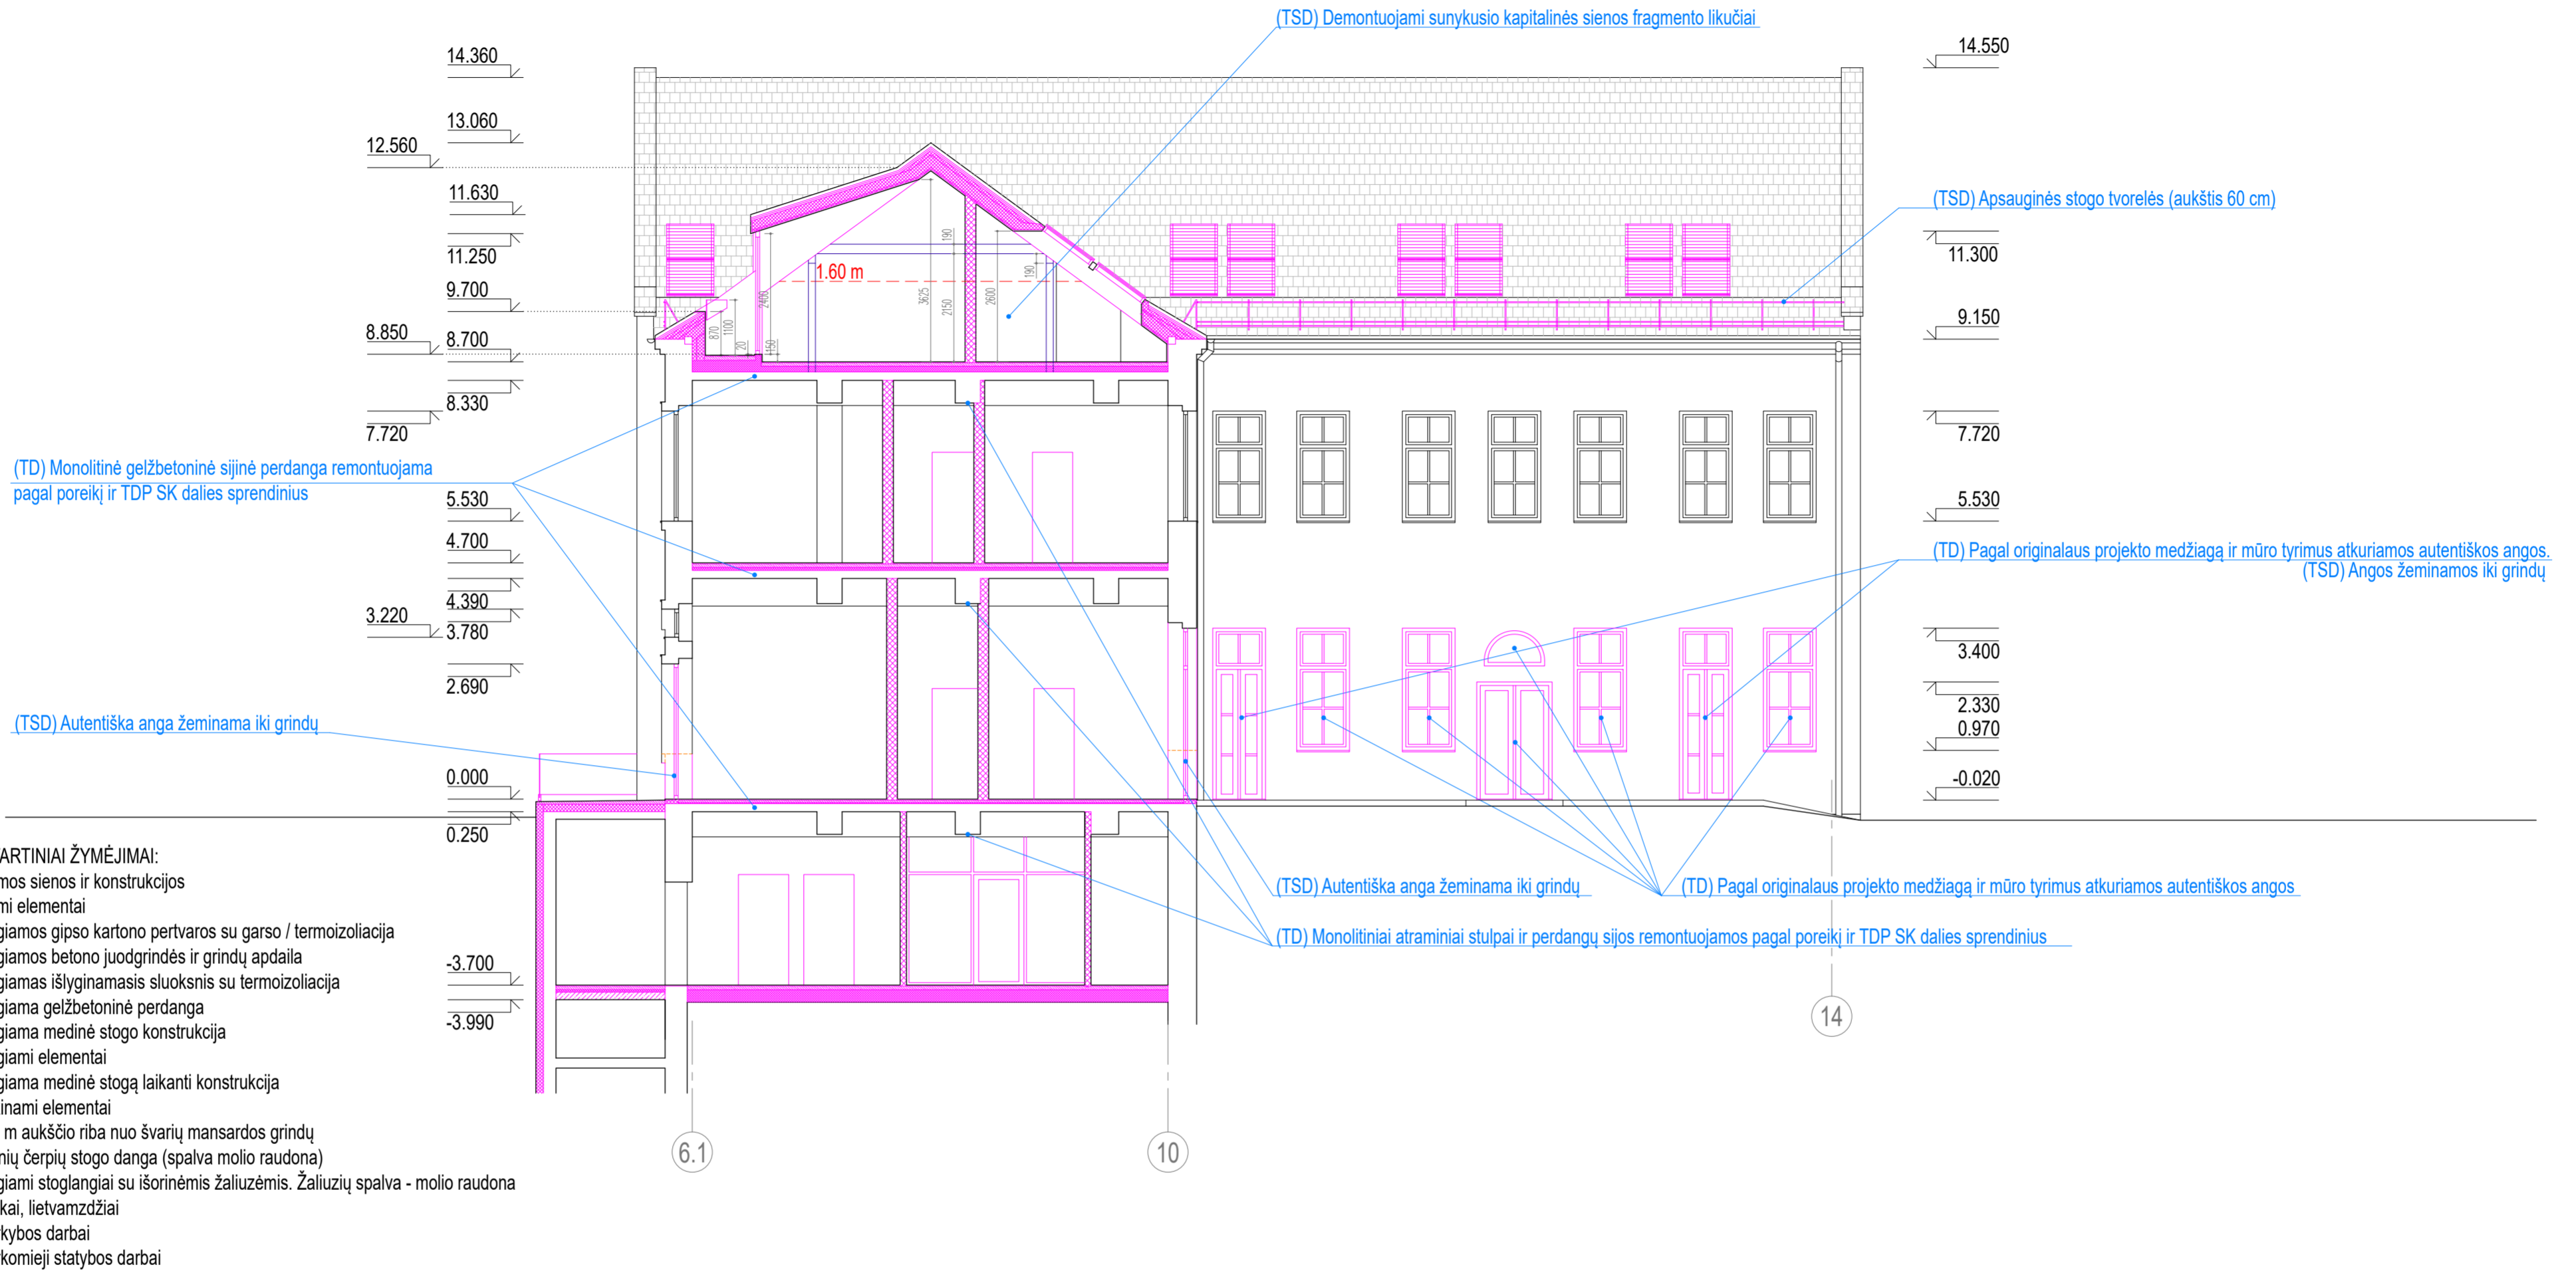 (TSD) Demontuojami sunykusio kapitalinės sienos fragmento likučiai
14.360
14.550
13.060
12.560
11.630
(TSD) Apsauginės stogo tvorelės (aukštis 60 cm)
11.250
11.300
190
190
1.60 m
2400
3625
2150
2600
9.700
870
1100
20
150
9.150
8.850
8.700
8.330
7.720
7.720
(TD) Monolitinė gelžbetoninė sijinė perdanga remontuojama
pagal poreikį ir TDP SK dalies sprendinius
5.530
5.530
4.700
(TD) Pagal originalaus projekto medžiagą ir mūro tyrimus atkuriamos autentiškos angos.
(TSD) Angos žeminamos iki grindų
4.390
3.220
3.780
3.400
2.690
2.330
(TSD) Autentiška anga žeminama iki grindų
0.970
0.000
-0.020
0.250
ARTINIAI ŽYMĖJIMAI:
mos sienos ir konstrukcijos
mi elementai
giamos gipso kartono pertvaros su garso / termoizoliacija
giamos betono juodgrindės ir grindų apdaila
giamas išlyginamasis sluoksnis su termoizoliacija
giama gelžbetoninė perdanga
giama medinė stogo konstrukcija
giami elementai
giama medinė stogą laikanti konstrukcija
inami elementai
m aukščio riba nuo švarių mansardos grindų
nių čerpių stogo danga (spalva molio raudona)
giami stoglangiai su išorinėmis žaliuzėmis. Žaliuzių spalva - molio raudona
kai, lietvamzdžiai
kybos darbai
komieji statybos darbai
(TSD) Autentiška anga žeminama iki grindų
(TD) Pagal originalaus projekto medžiagą ir mūro tyrimus atkuriamos autentiškos angos
(TD) Monolitiniai atraminiai stulpai ir perdangų sijos remontuojamos pagal poreikį ir TDP SK dalies sprendinius
-3.700
-3.990
14
6.1
10